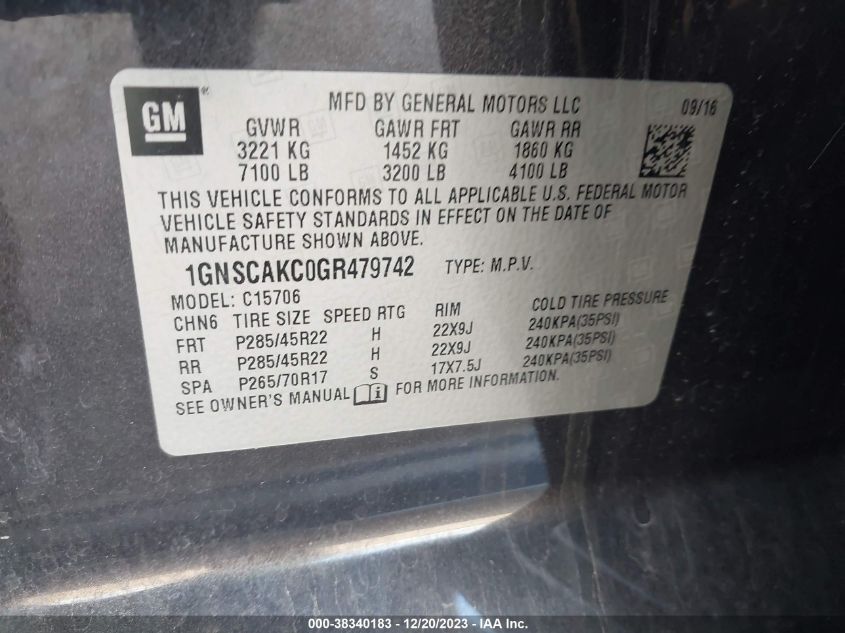 GM®
MFD BY GENERAL MOTORS LLC 09/16
GVWR GAWR FRT GAWR RR
3221 KG 1452 KG 1860 KG
7100 LB 3200 LB 4100 LB
THIS VEHICLE CONFORMS TO ALL APPLICABLE U.S. FEDERAL MOTOR
VEHICLE SAFETY STANDARDS IN EFFECT ON THE DATE OF
MANUFACTURE SHOWN ABOVE.
1GNSCAKC0GR479742 TYPE: M.P.V.
MODEL: C15706
CHN6 TIRE SIZE SPEED RTG RIM COLD TIRE PRESSURE
FRT P285/45R22 H 22X9J 240KPA(35PSI)
RR P285/45R22 H 22X9J 240KPA(35PSI)
SPA P265/70R17 S 17X7.5J 240KPA(35PSI)
SEE OWNER'S MANUAL FOR MORE INFORMATION.
000-38340183 - 12/20/2023 - IAA Inc.